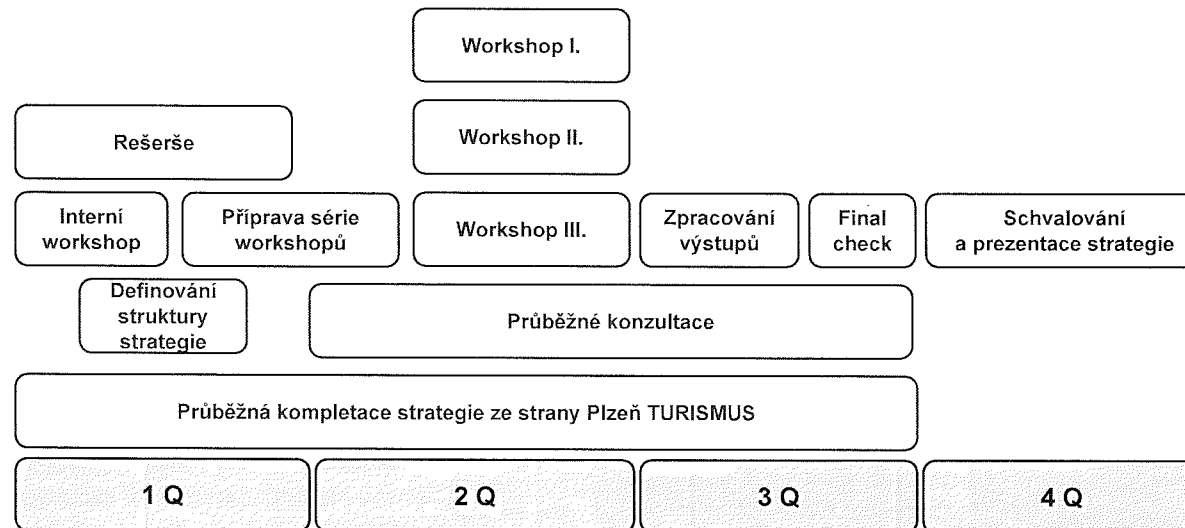 Workshop I.
Rešerše
Workshop II.
Interní
workshop
Příprava série
workshopů
Workshop III.
Zpracování
výstupů
Final
check
Schvalování
a prezentace strategie
Definování
struktury
strategie
Průběžné konzultace
Průběžná kompletace strategie ze strany Plzeň TURISMUS
1 Q
2 Q
3 Q
4 Q